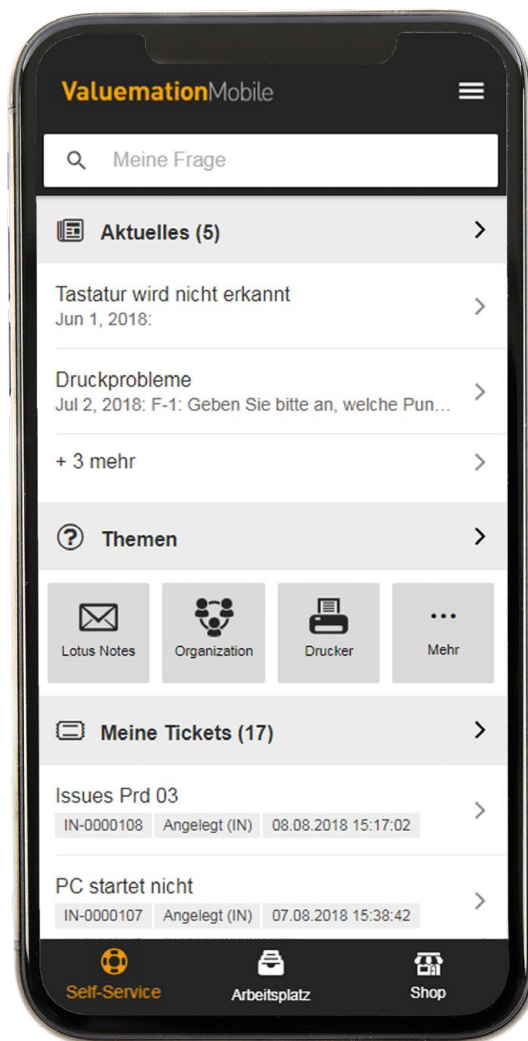 ValuemationMobile
Meine Frage
Aktuelles (5)
Tastatur wird nicht erkannt
Jun 1, 2018:
Druckprobleme
Jul 2, 2018: F-1: Geben Sie bitte an, welche Pun...
+ 3 mehr
Themen
Lotus Notes Organization Drucker Mehr
Meine Tickets (17)
Issues Prd 03
IN-0000108 Angelegt (IN) 08.08.2018 15:17:02
PC startet nicht
IN-0000107 Angelegt (IN) 07.08.2018 15:38:42
Self-Service Arbeitsplatz Shop